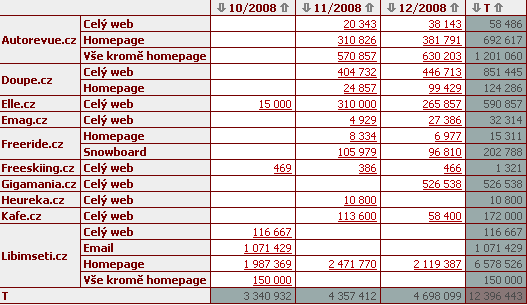 ⇩ 10/2008 ⇧ ⇩ 11/2008 ⇧ ⇩ 12/2008 ⇧ ⇩ T ⇧
Autorevue.cz Celý web 20 343 38 143 58 486
Homepage 310 826 381 791 692 617
Vše kromě homepage 570 857 630 203 1 201 060
Doupe.cz Celý web 404 732 446 713 851 445
Homepage 24 857 99 429 124 286
Elle.cz Celý web 15 000 310 000 265 857 590 857
Emag.cz Celý web 4 929 27 386 32 314
Freeride.cz Homepage 8 334 6 977 15 311
Snowboard 105 979 96 810 202 788
Freeskiing.cz Celý web 469 386 466 1 321
Gigamania.cz Celý web 526 538 526 538
Heureka.cz Celý web 10 800 10 800
Kafe.cz Celý web 113 600 58 400 172 000
Libimseti.cz Celý web 116 667 116 667
Email 1 071 429 1 071 429
Homepage 1 987 369 2 471 770 2 119 387 6 578 526
Vše kromě homepage 150 000 150 000
T 3 340 932 4 357 412 4 698 099 12 396 443